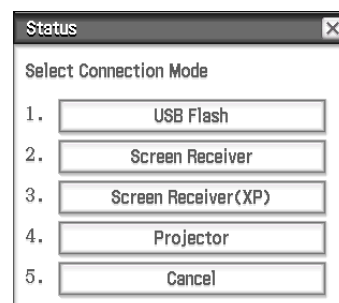 Status
Select Connection Mode
1. USB Flash
2. Screen Receiver
3. Screen Receiver(XP)
4. Projector
5. Cancel